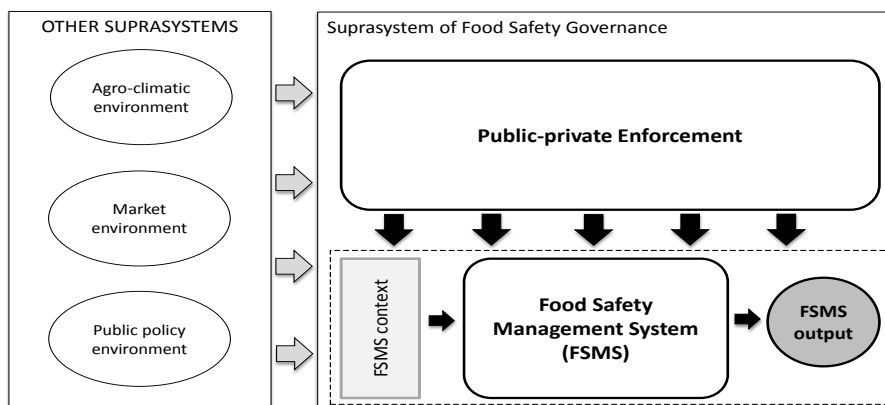 OTHER SUPRASYSTEMS
Agro-climatic
environment
Market
environment
Public policy
environment
Suprasystem of Food Safety Governance
Public-private Enforcement
FSMS context
Food Safety
Management System
(FSMS)
FSMS
output